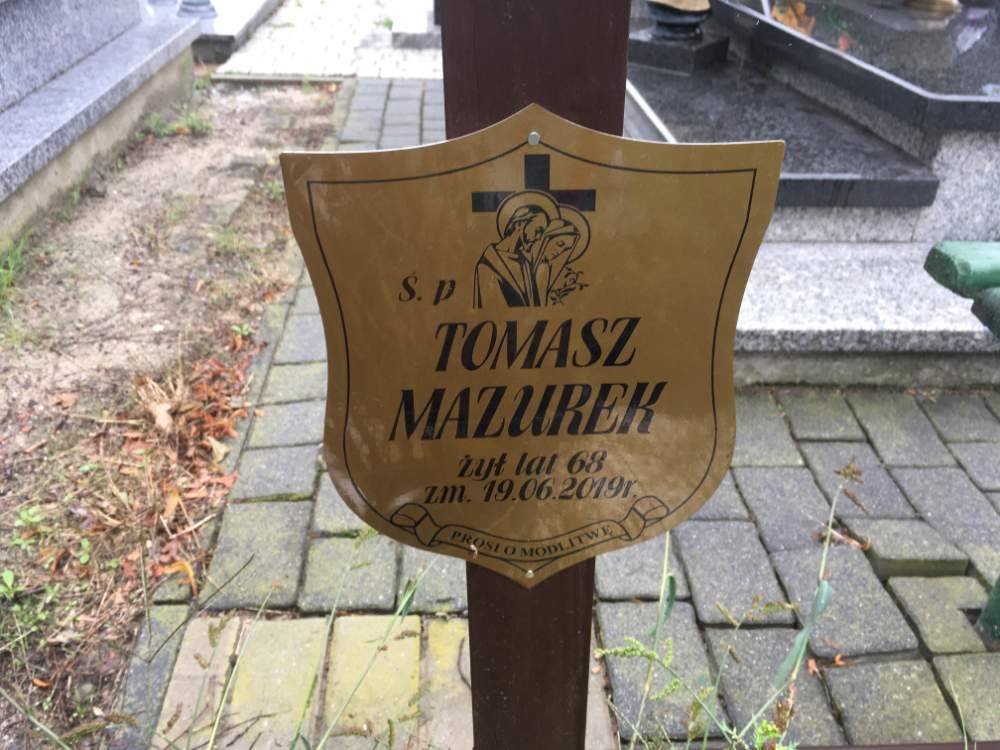 Ś. p
TOMASZ
MAZUREK
żył lat 68
zm. 19.06.2019r.
PROSI O MODLITWĘ